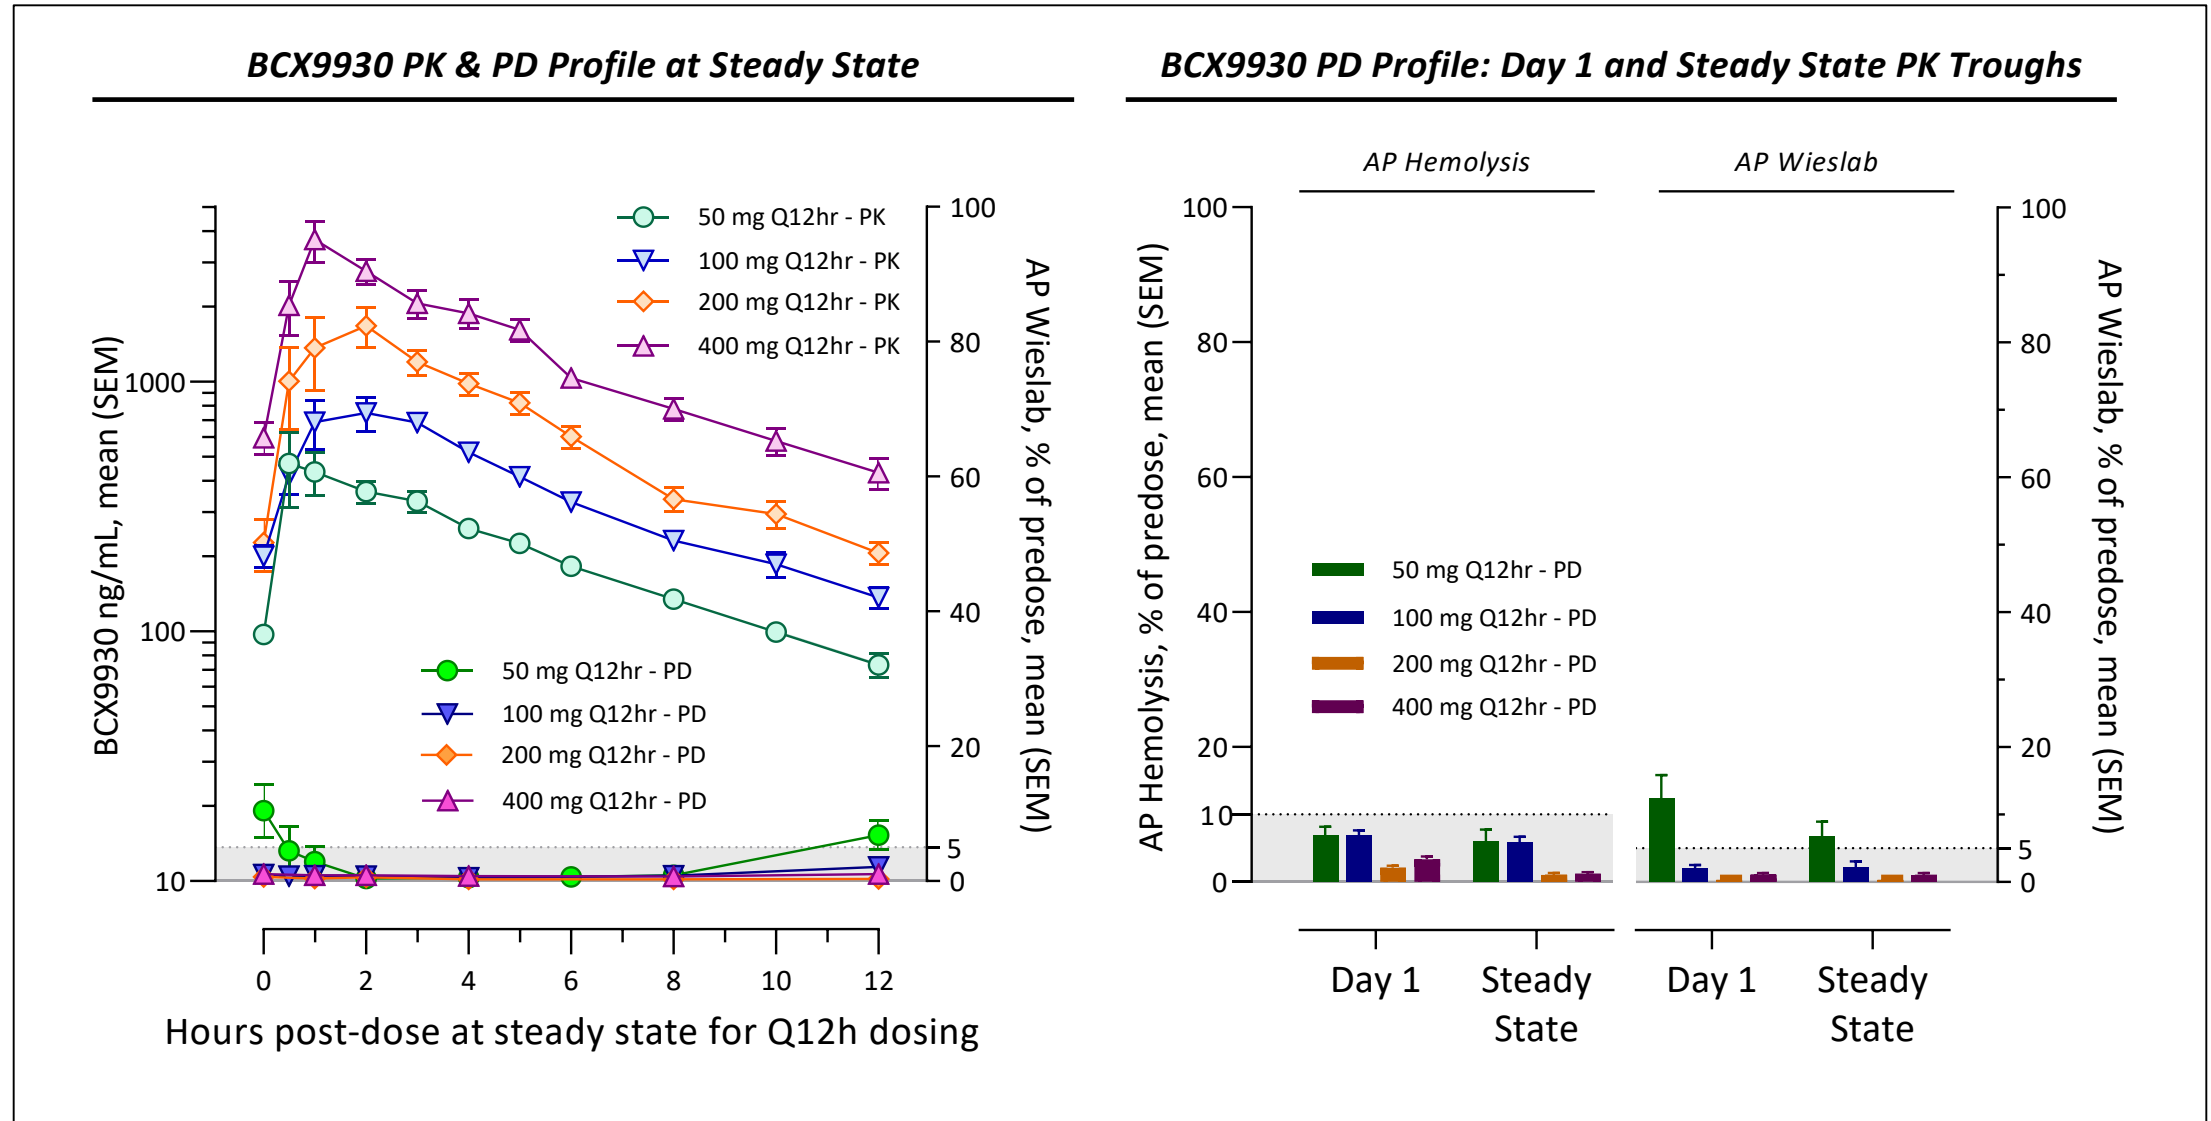 BCX9930 PK & PD Profile at Steady State
BCX9930 ng/mL, mean (SEM)
1000
100
10
50 mg Q12hr - PK
100 mg Q12hr - PK
200 mg Q12hr - PK
400 mg Q12hr - PK
50 mg Q12hr - PD
100 mg Q12hr - PD
200 mg Q12hr - PD
400 mg Q12hr - PD
100
80
60
40
20
5
0
AP Wieslab, % of predose, mean (SEM)
0 2 4 6 8 10 12
Hours post-dose at steady state for Q12h dosing
BCX9930 PD Profile: Day 1 and Steady State PK Troughs
AP Hemolysis
AP Wieslab
AP Hemolysis, % of predose, mean (SEM)
100
80
60
40
20
10
0
50 mg Q12hr - PD
100 mg Q12hr - PD
200 mg Q12hr - PD
400 mg Q12hr - PD
100
80
60
40
20
5
0
AP Wieslab, % of predose, mean (SEM)
Day 1
Steady
State
Day 1
Steady
State